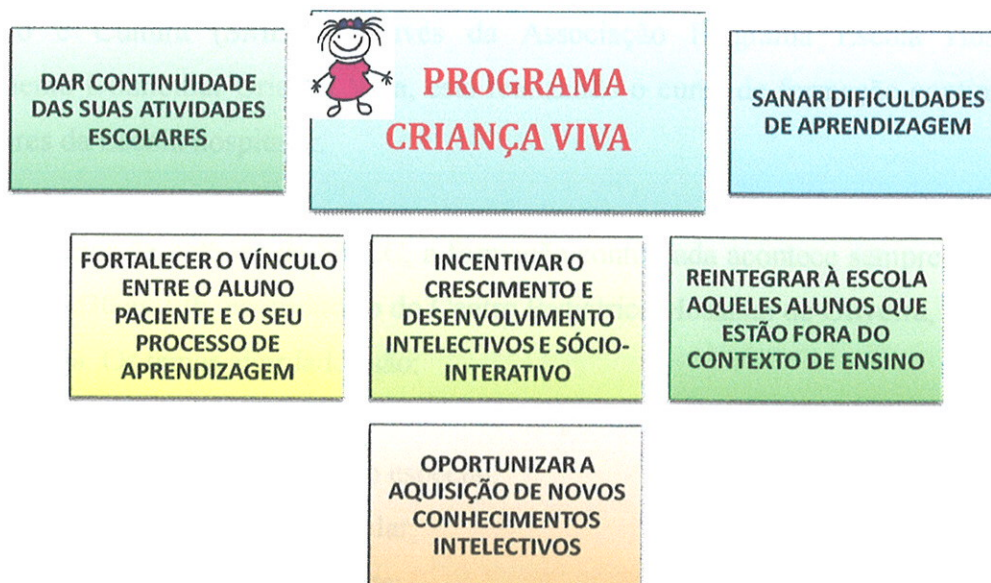 DAR CONTINUIDADE
DAS SUAS ATIVIDADES
ESCOLARES
PROGRAMA
CRIANÇA VIVA
SANAR DIFICULDADES
DE APRENDIZAGEM
FORTALECER O VÍNCULO
ENTRE O ALUNO
PACIENTE E O SEU
PROCESSO DE
APRENDIZAGEM
INCENTIVAR O
CRESCIMENTO E
DESENVOLVIMENTO
INTELECTIVOS E SÓCIO-
INTERATIVO
REINTEGRAR À ESCOLA
AQUELES ALUNOS QUE
ESTÃO FORA DO
CONTEXTO DE ENSINO
OPORTUNIZAR A
AQUISIÇÃO DE NOVOS
CONHECIMENTOS
INTELECTIVOS